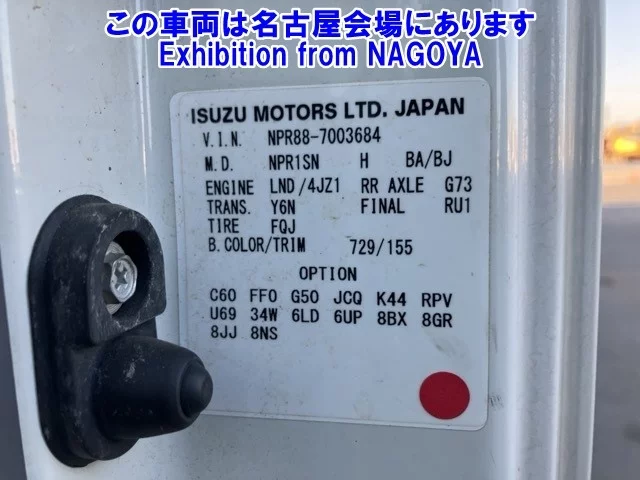 この車両は名古屋会場にあります
Exhibition from NAGOYA
ISUZU MOTORS LTD. JAPAN
V.I.N. NPR88-7003684
M.D. NPR1SN H BA/BJ
ENGINE LND/4JZ1 RR AXLE G73
TRANS. Y6N FINAL RU1
TIRE FQJ
B.COLOR/TRIM 729/155
OPTION
C60 FF0 G50 JCQ K44 RPV
U69 34W 6LD 6UP 8BX 8GR
8JJ 8NS